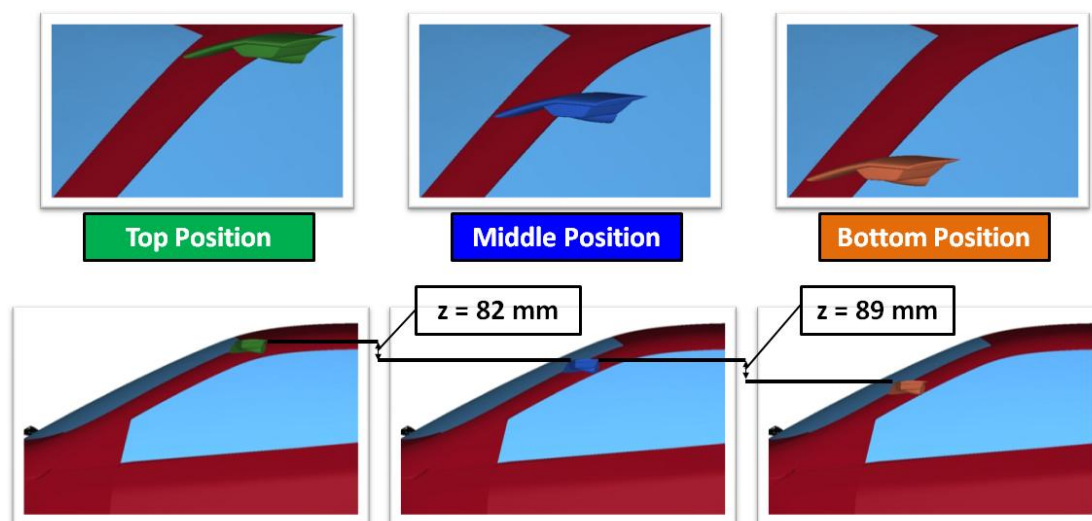 Top Position
Middle Position
Bottom Position
z = 82 mm
z = 89 mm